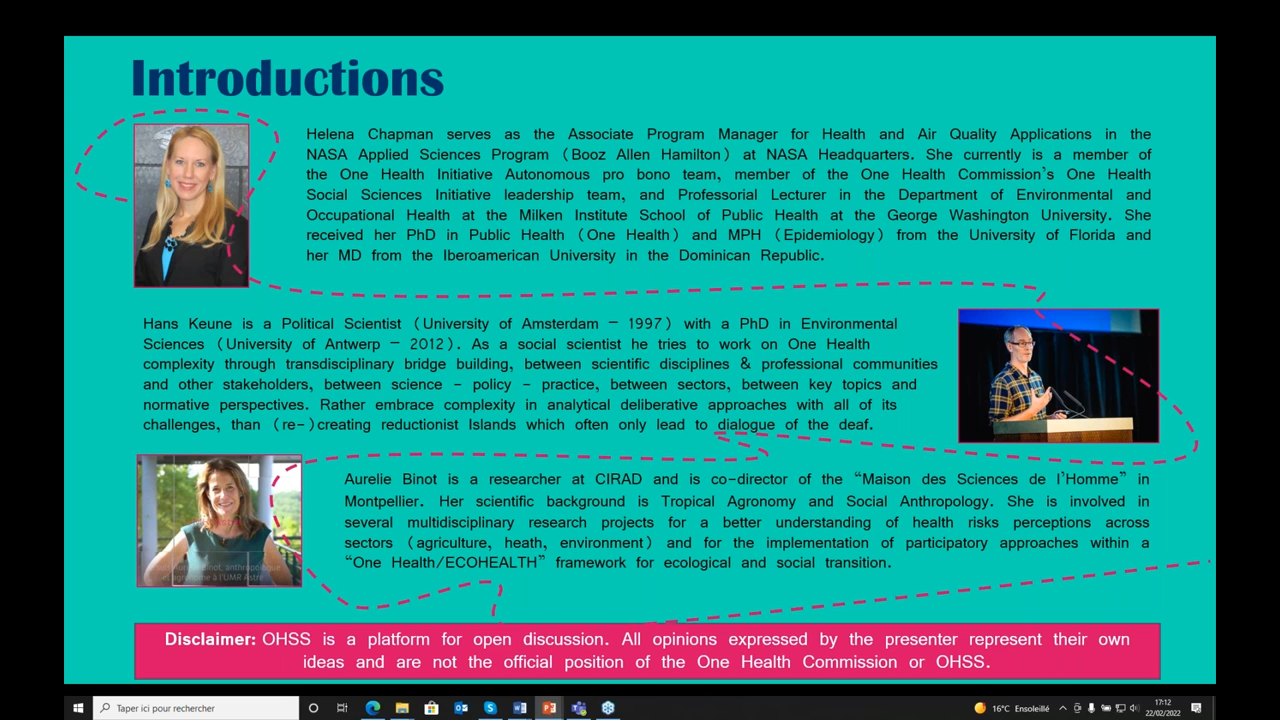 Introductions
Helena Chapman serves as the Associate Program Manager for Health and Air Quality Applications in the
NASA Applied Sciences Program (Booz Allen Hamilton) at NASA Headquarters. She currently is a member of
the One Health Initiative Autonomous pro bono team, member of the One Health Commission's One Health
Social Sciences Initiative leadership team, and Professorial Lecturer in the Department of Environmental and
Occupational Health at the Milken Institute School of Public Health at the George Washington University. She
received her PhD in Public Health (One Health) and MPH (Epidemiology) from the University of Florida and
her MD from the Iberoamerican University in the Dominican Republic.
Hans Keune is a Political Scientist (University of Amsterdam – 1997) with a PhD in Environmental
Sciences (University of Antwerp – 2012). As a social scientist he tries to work on One Health
complexity through transdisciplinary bridge building, between scientific disciplines & professional communities
and other stakeholders, between science - policy - practice, between sectors, between key topics and
normative perspectives. Rather embrace complexity in analytical deliberative approaches with all of its
challenges, than (re-)creating reductionist Islands which often only lead to dialogue of the deaf.
Aurelie Binot is a researcher at CIRAD and is co-director of the “Maison des Sciences de l'Homme” in
Montpellier. Her scientific background is Tropical Agronomy and Social Anthropology. She is involved in
several multidisciplinary research projects for a better understanding of health risks perceptions across
sectors (agriculture, heath, environment) and for the implementation of participatory approaches within a
“One Health/ECOHEALTH” framework for ecological and social transition.
Binot, anthropologue
à l'UMR Astre
Disclaimer: OHSS is a platform for open discussion. All opinions expressed by the presenter represent their own
ideas and are not the official position of the One Health Commission or OHSS.
Taper ici pour rechercher
16°C Ensoleillé
17:12
22/02/2022